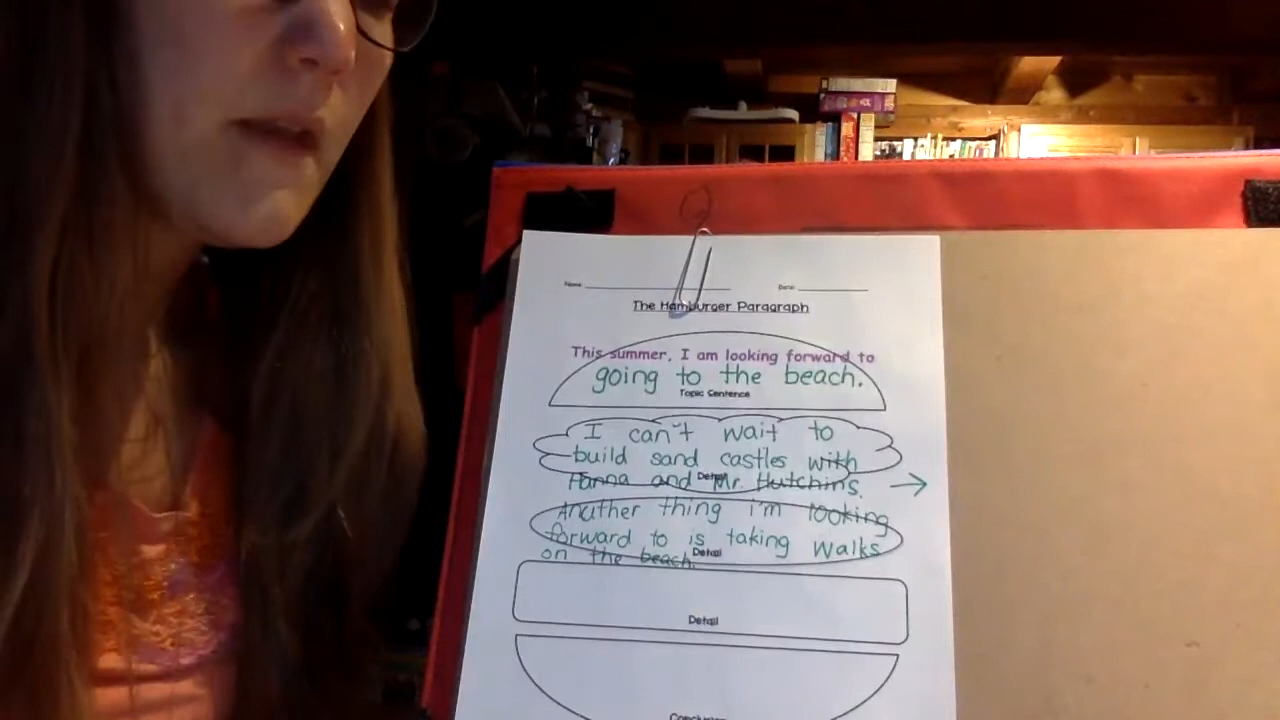 Name
Date:
The Hamburger Paragraph
This summer, I am looking forward to
going to the beach.
Topic Sentence
I can't wait to
build sand castles with
Hanna and Mr. Hutchins.
Detail
Another thing i'm looking
forward to is taking walks
on the beach.
Detail
Detail